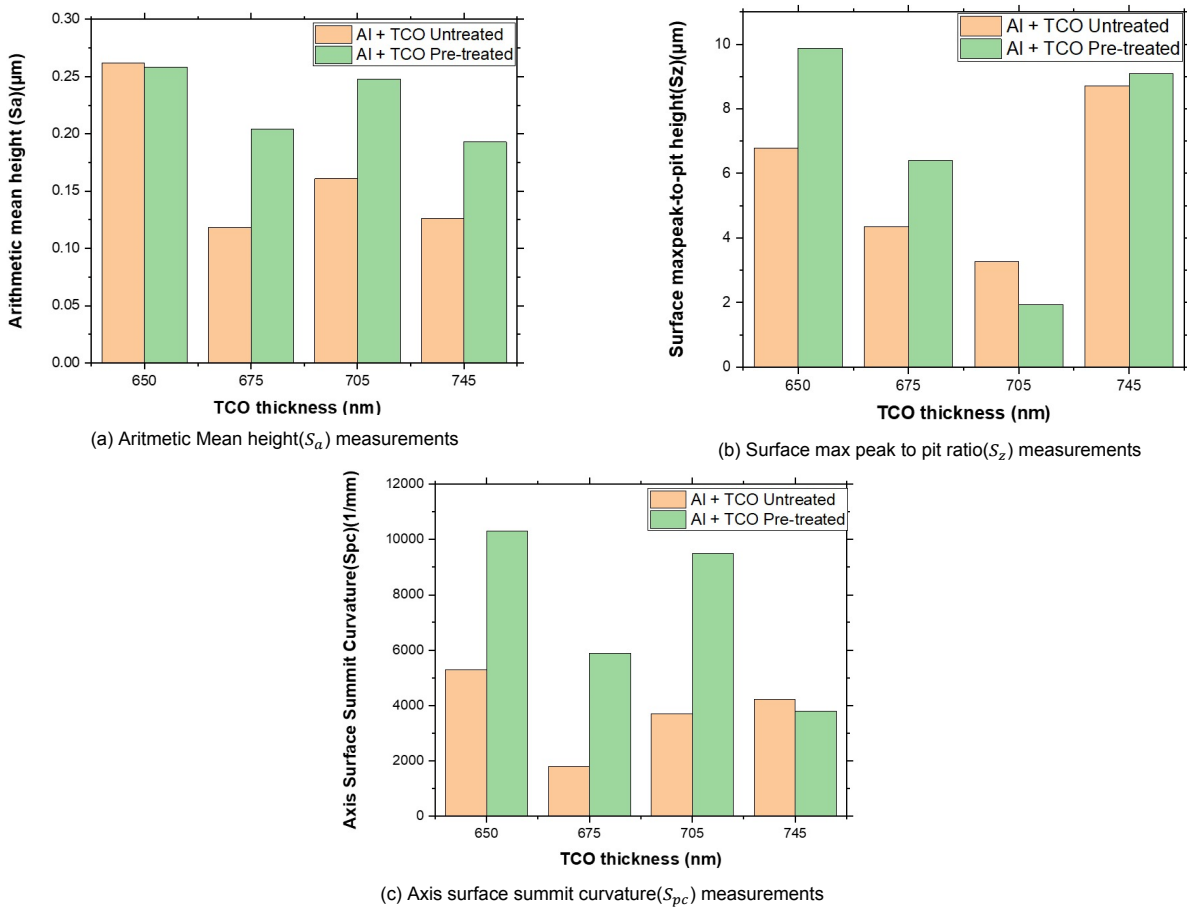 Arithmetic mean height (Sa)(μm)
0.30
0.25
0.20
0.15
0.10
0.05
0.00
Al + TCO Untreated
Al + TCO Pre-treated
650 675 705 745
TCO thickness (nm)
(a) Aritmetic Mean height(Sₐ) measurements
Surface maxpeak-to-pit height(Sz)(μm)
10
8
6
4
2
0
Al + TCO Untreated
Al + TCO Pre-treated
650 675 705 745
TCO thickness (nm)
(b) Surface max peak to pit ratio(S_z) measurements
Axis Surface Summit Curvature(Spc)(1/mm)
12000
10000
8000
6000
4000
2000
0
Al + TCO Untreated
Al + TCO Pre-treated
650 675 705 745
TCO thickness (nm)
(c) Axis surface summit curvature(S_pc) measurements